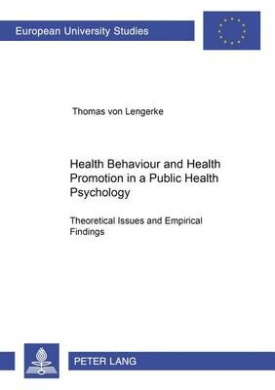 European University Studies
Thomas von Lengerke
Health Behaviour and Health
Promotion in a Public Health
Psychology
Theoretical Issues and Empirical
Findings
PETER LANG